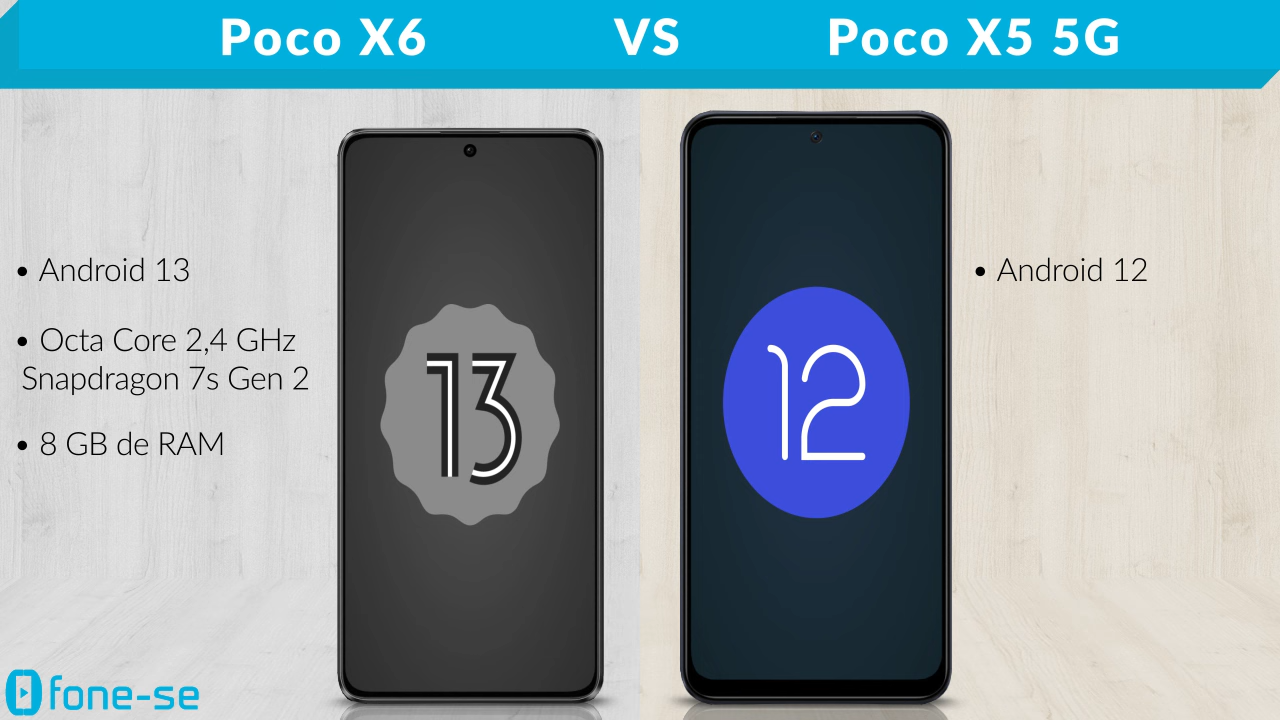 Poco X6 VS Poco X5 5G
• Android 13
• Octa Core 2,4 GHz
Snapdragon 7s Gen 2
• 8 GB de RAM
13
12
• Android 12
fone-se